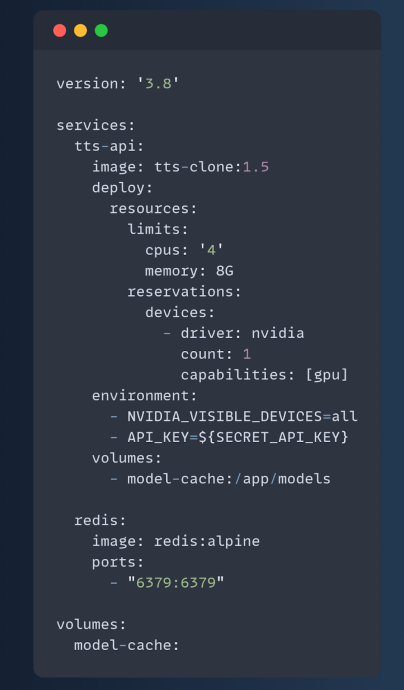 version: '3.8'

services:
  tts-api:
    image: tts-clone:1.5
    deploy:
      resources:
        limits:
          cpus: '4'
          memory: 8G
        reservations:
          devices:
            - driver: nvidia
              count: 1
              capabilities: [gpu]
    environment:
      - NVIDIA_VISIBLE_DEVICES=all
      - API_KEY=${SECRET_API_KEY}
    volumes:
      - model-cache:/app/models

  redis:
    image: redis:alpine
    ports:
      - "6379:6379"

volumes:
  model-cache: